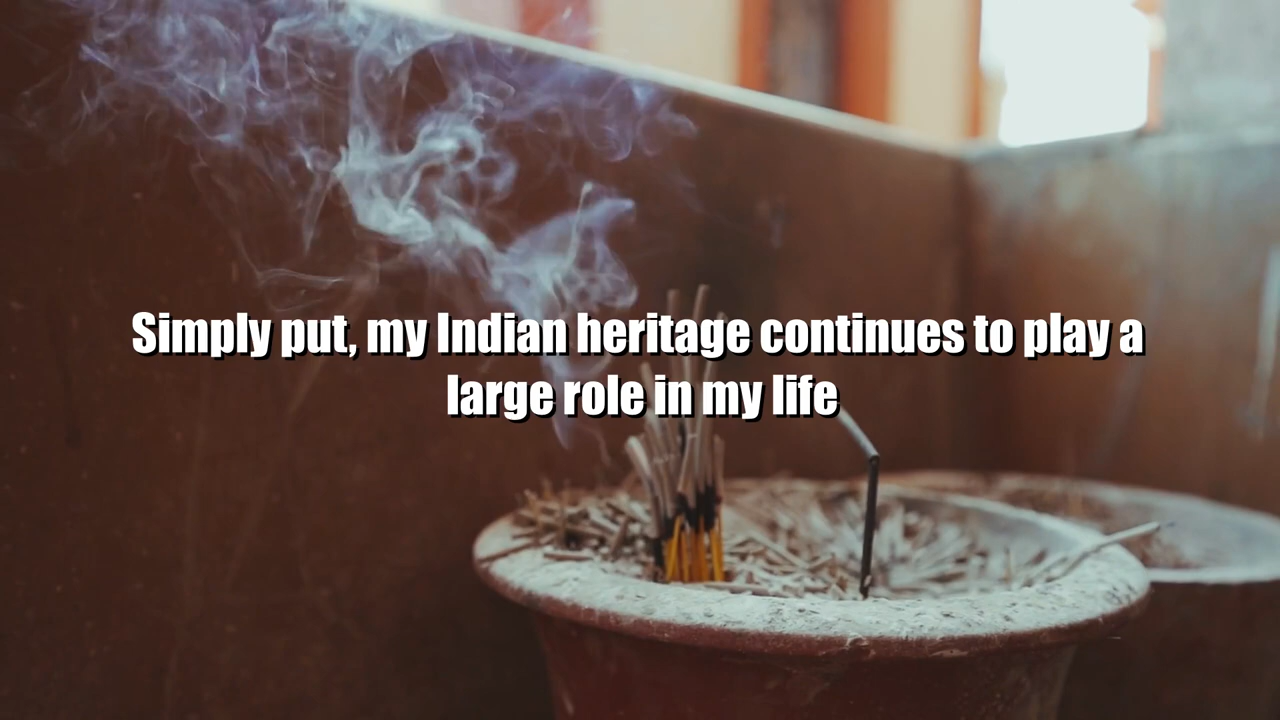 Simply put, my Indian heritage continues to play a
large role in my life